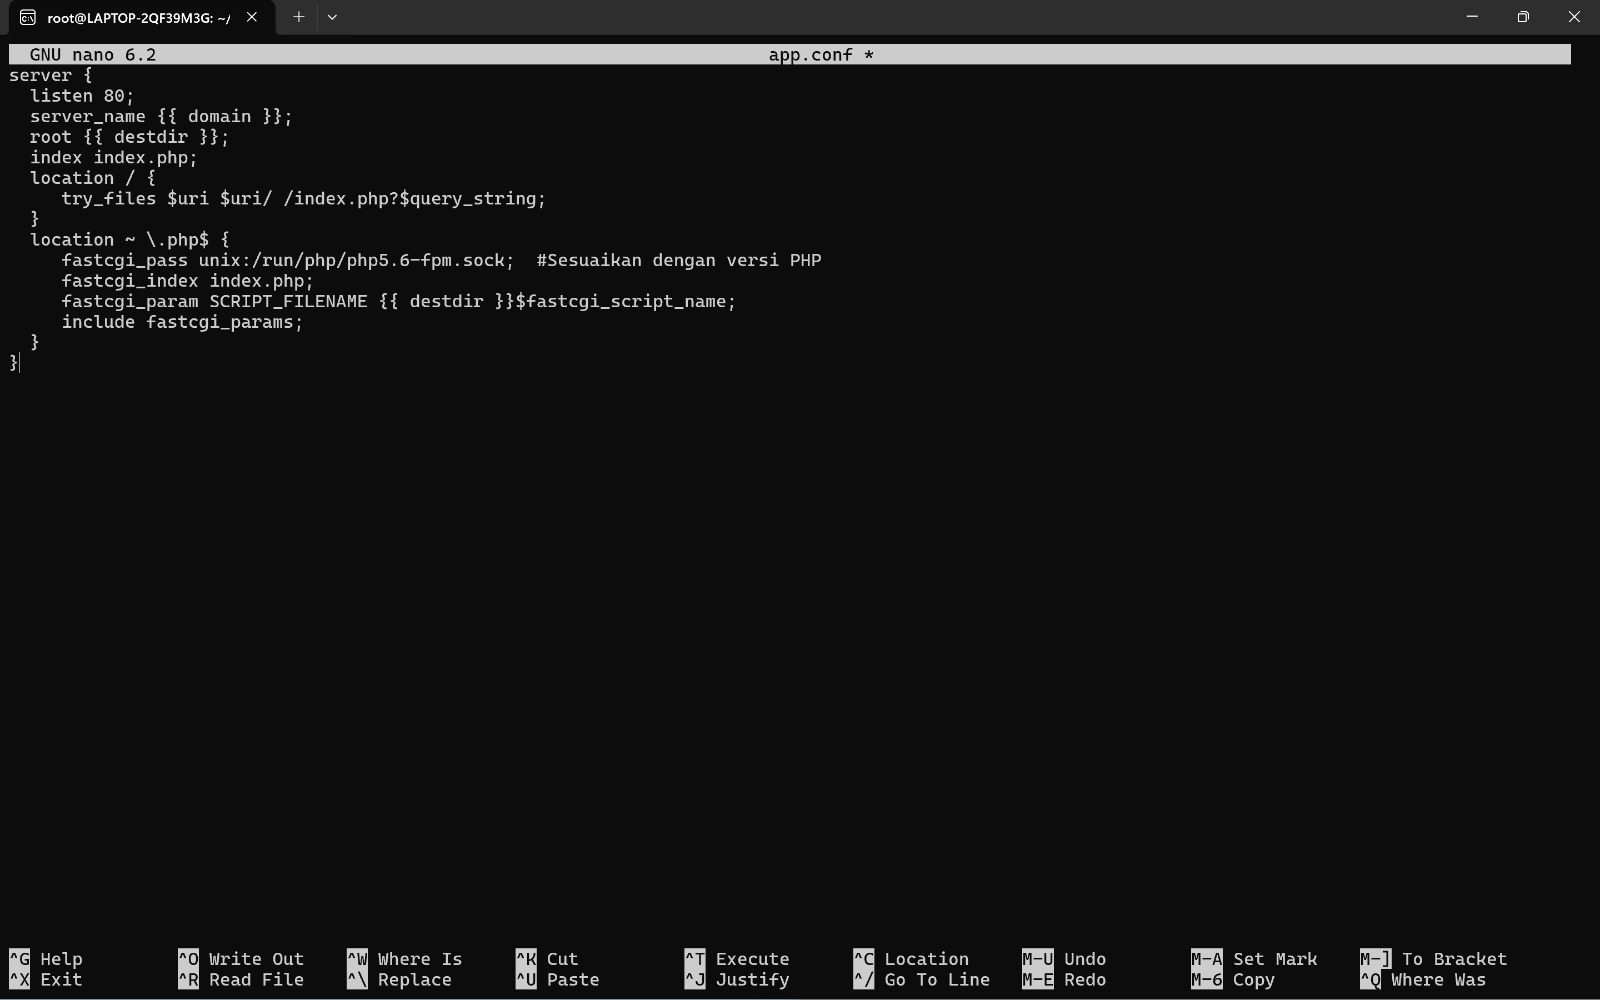 root@LAPTOP-2QF39M3G: ~/
GNU nano 6.2 app.conf *
server {
  listen 80;
  server_name {{ domain }};
  root {{ destdir }};
  index index.php;
  location / {
     try_files $uri $uri/ /index.php?$query_string;
  }
  location ~ \.php$ {
     fastcgi_pass unix:/run/php/php5.6-fpm.sock;  #Sesuaikan dengan versi PHP
     fastcgi_index index.php;
     fastcgi_param SCRIPT_FILENAME {{ destdir }}$fastcgi_script_name;
     include fastcgi_params;
  }
}
^G Help ^O Write Out ^W Where Is ^K Cut ^T Execute ^C Location M-U Undo M-A Set Mark M-] To Bracket
^X Exit ^R Read File ^\ Replace ^U Paste ^J Justify ^/ Go To Line M-E Redo M-6 Copy ^Q Where Was